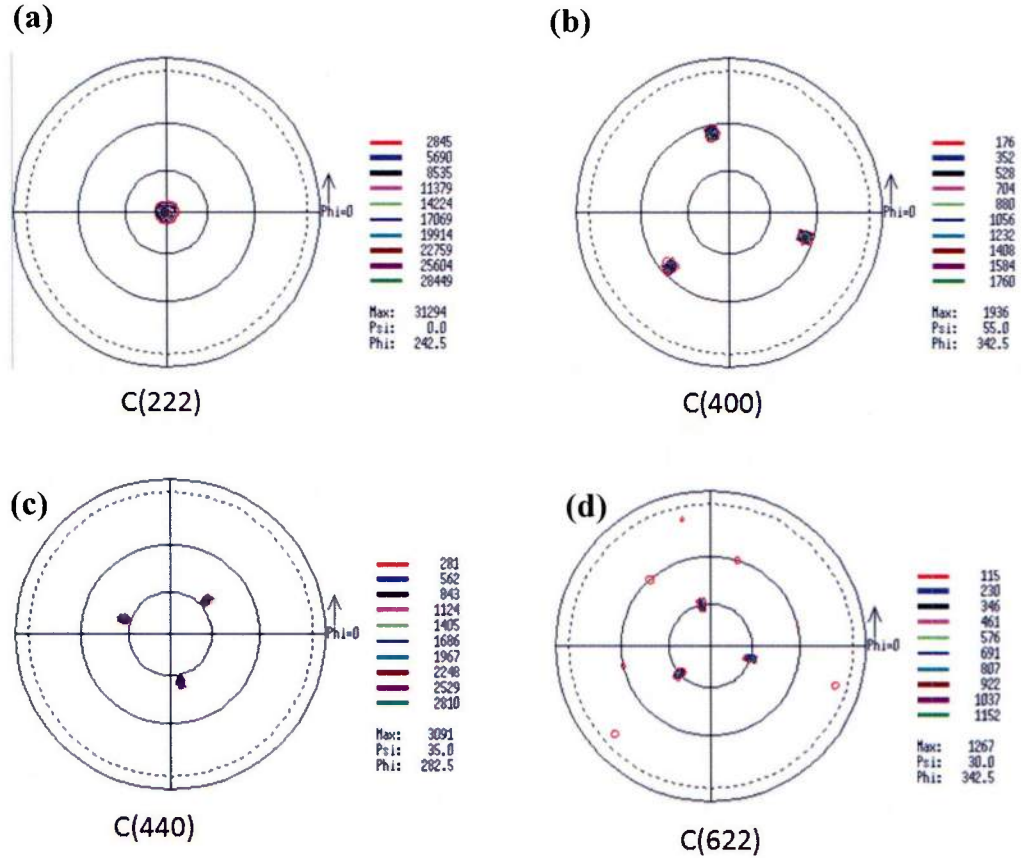 (a)
2845
5690
8535
11379
14224
17069
19914
22759
25604
28449
Phi=0
Max: 31294
Psi: 0.0
Phi: 242.5
C(222)
(b)
176
352
528
704
880
1056
1232
1408
1584
1760
Phi=0
Max: 1936
Psi: 55.0
Phi: 342.5
C(400)
(c)
281
562
843
1124
1405
1686
1967
2248
2529
2810
Phi=0
Max: 3091
Psi: 35.0
Phi: 282.5
C(440)
(d)
115
230
346
461
576
691
807
922
1037
1152
Phi=0
Max: 1267
Psi: 30.0
Phi: 342.5
C(622)